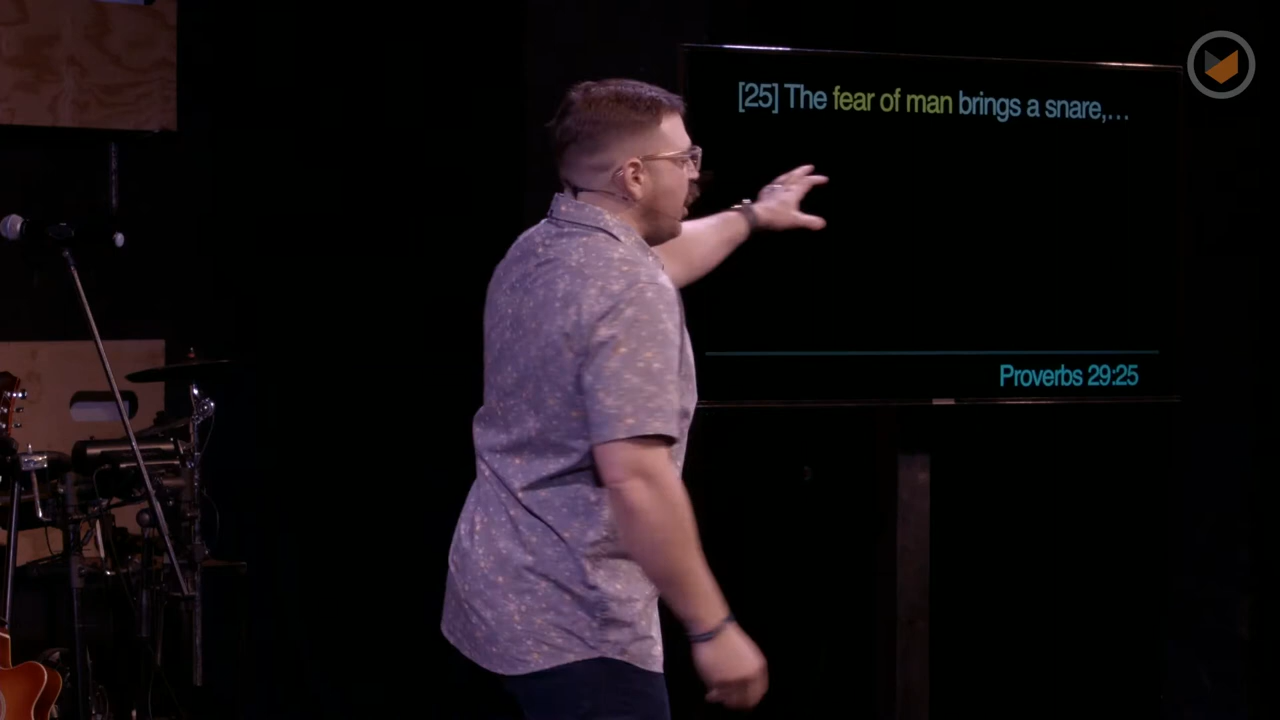 [25] The fear of man brings a snare,…
Proverbs 29:25